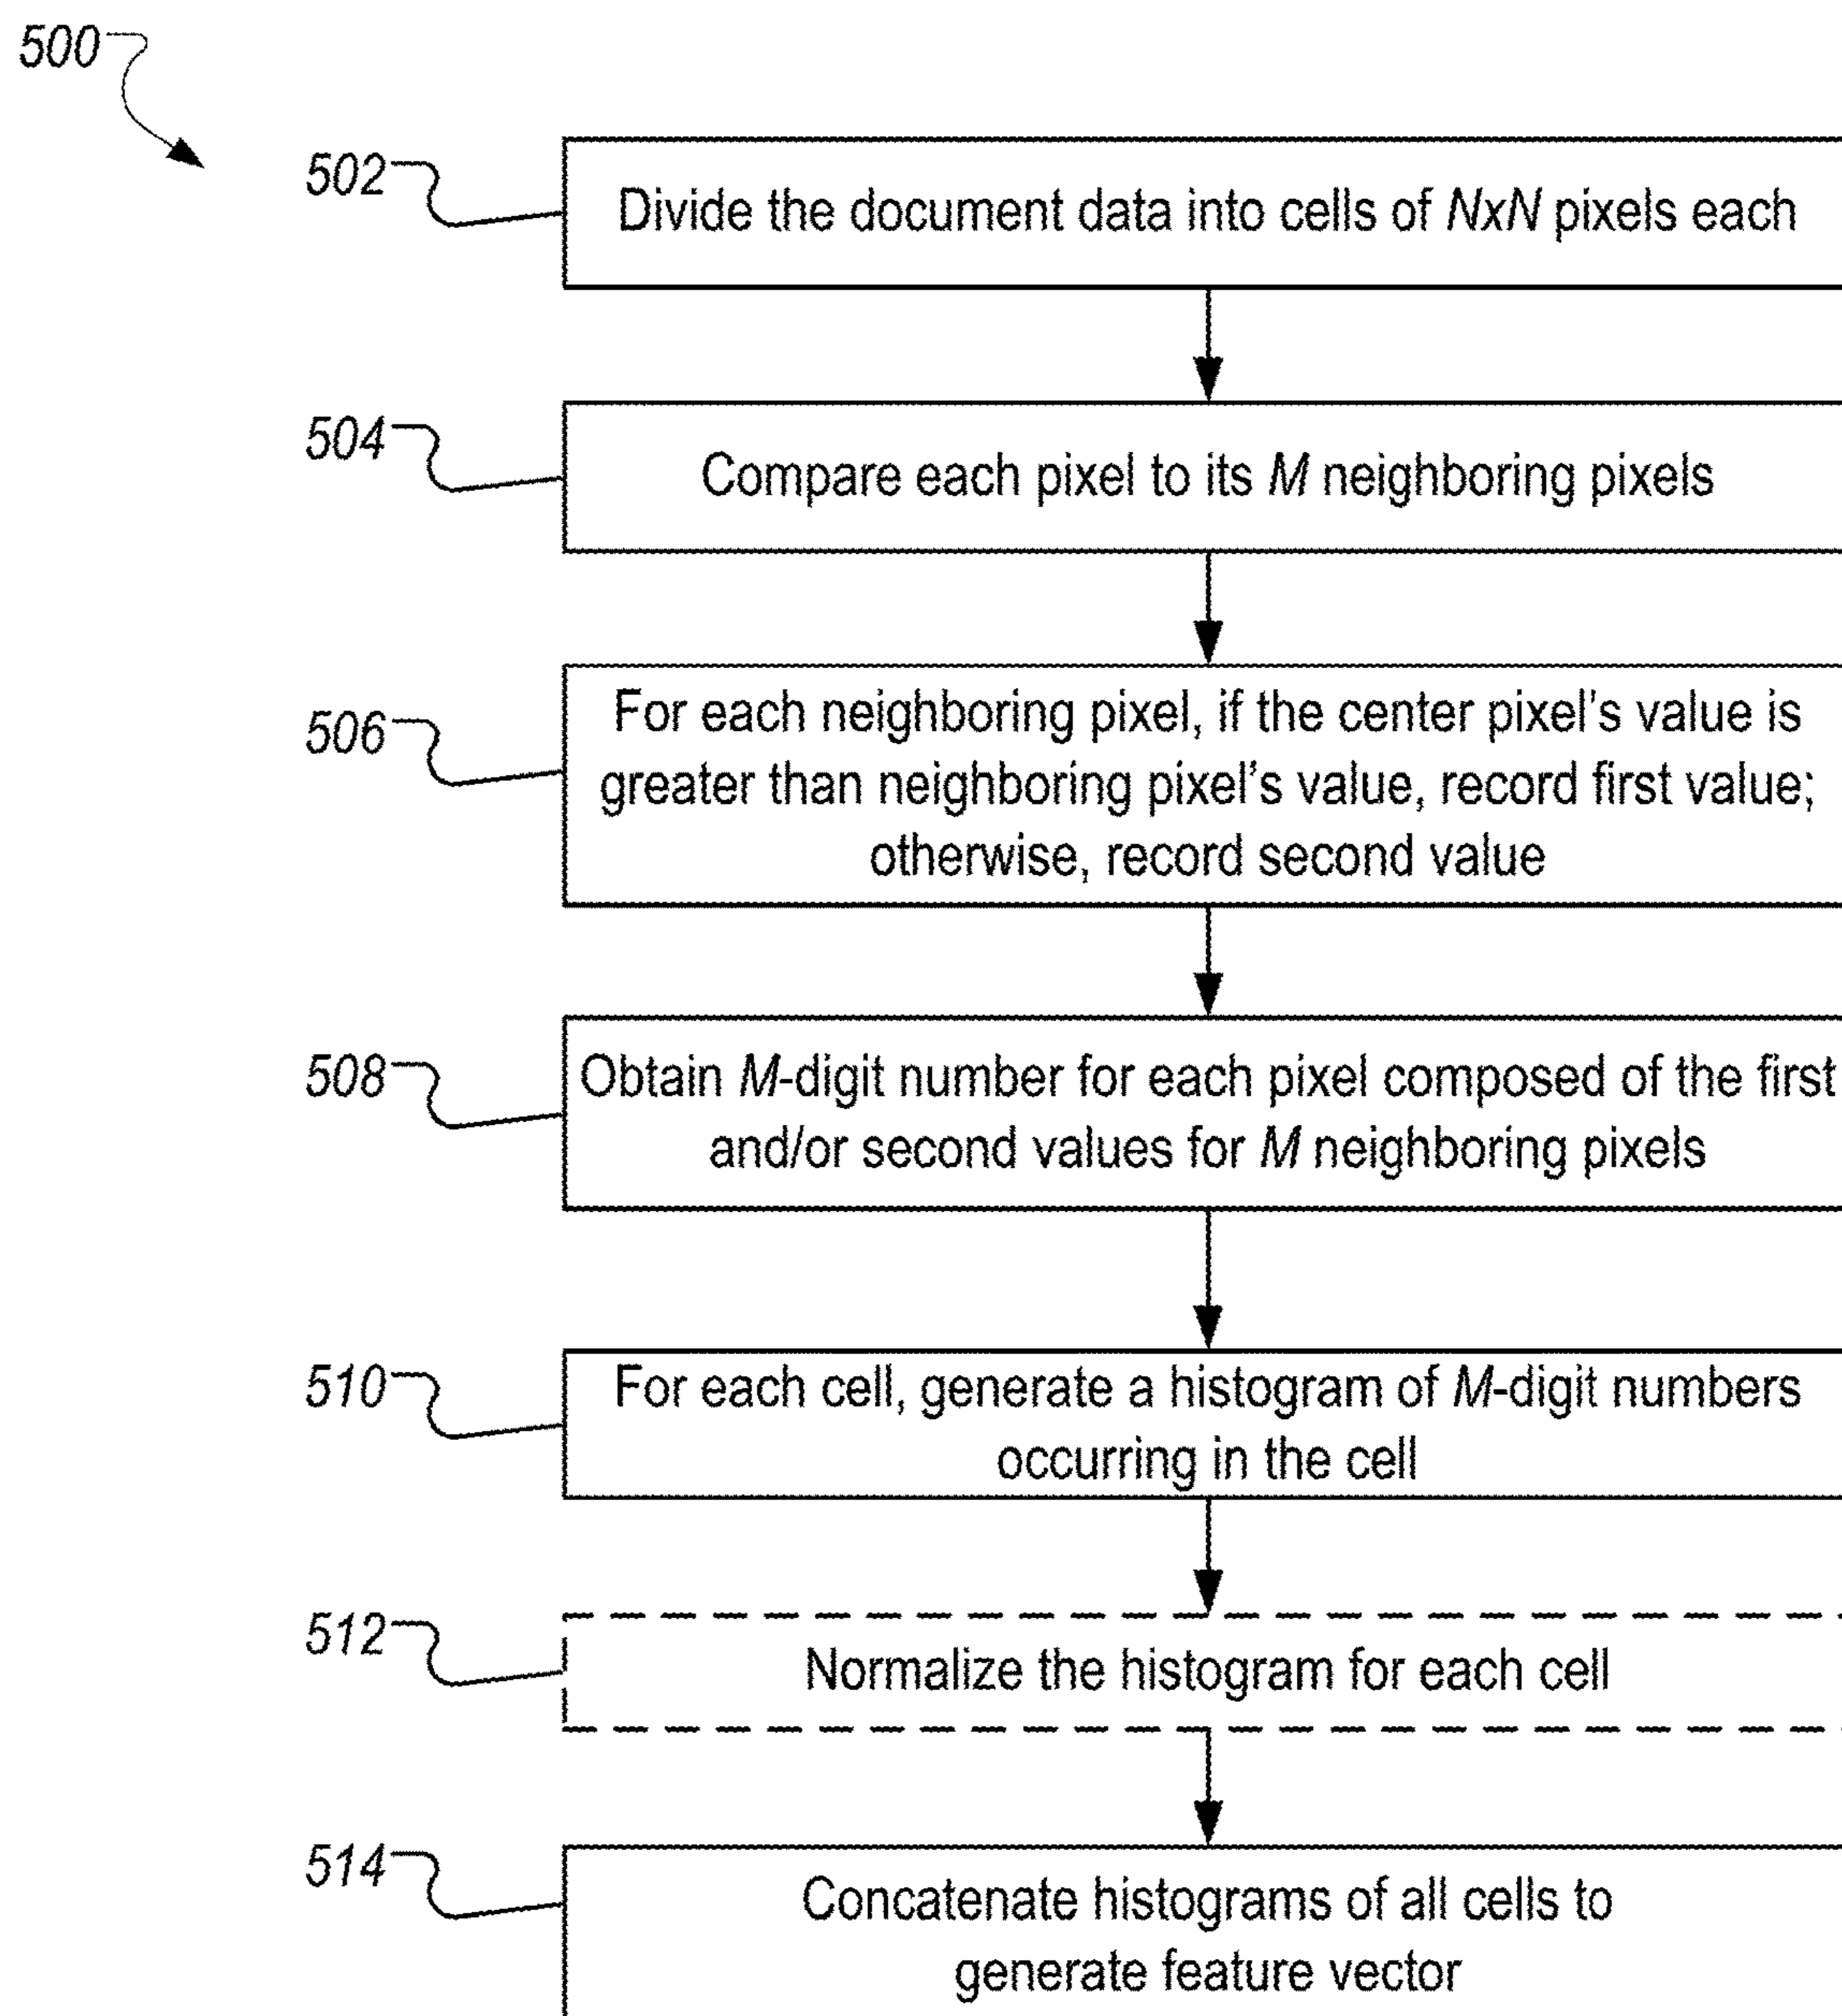 500
502
Divide the document data into cells of NxN pixels each
504
Compare each pixel to its M neighboring pixels
506
For each neighboring pixel, if the center pixel's value is
greater than neighboring pixel's value, record first value;
otherwise, record second value
508
Obtain M-digit number for each pixel composed of the first
and/or second values for M neighboring pixels
510
For each cell, generate a histogram of M-digit numbers
occurring in the cell
512
Normalize the histogram for each cell
514
Concatenate histograms of all cells to
generate feature vector